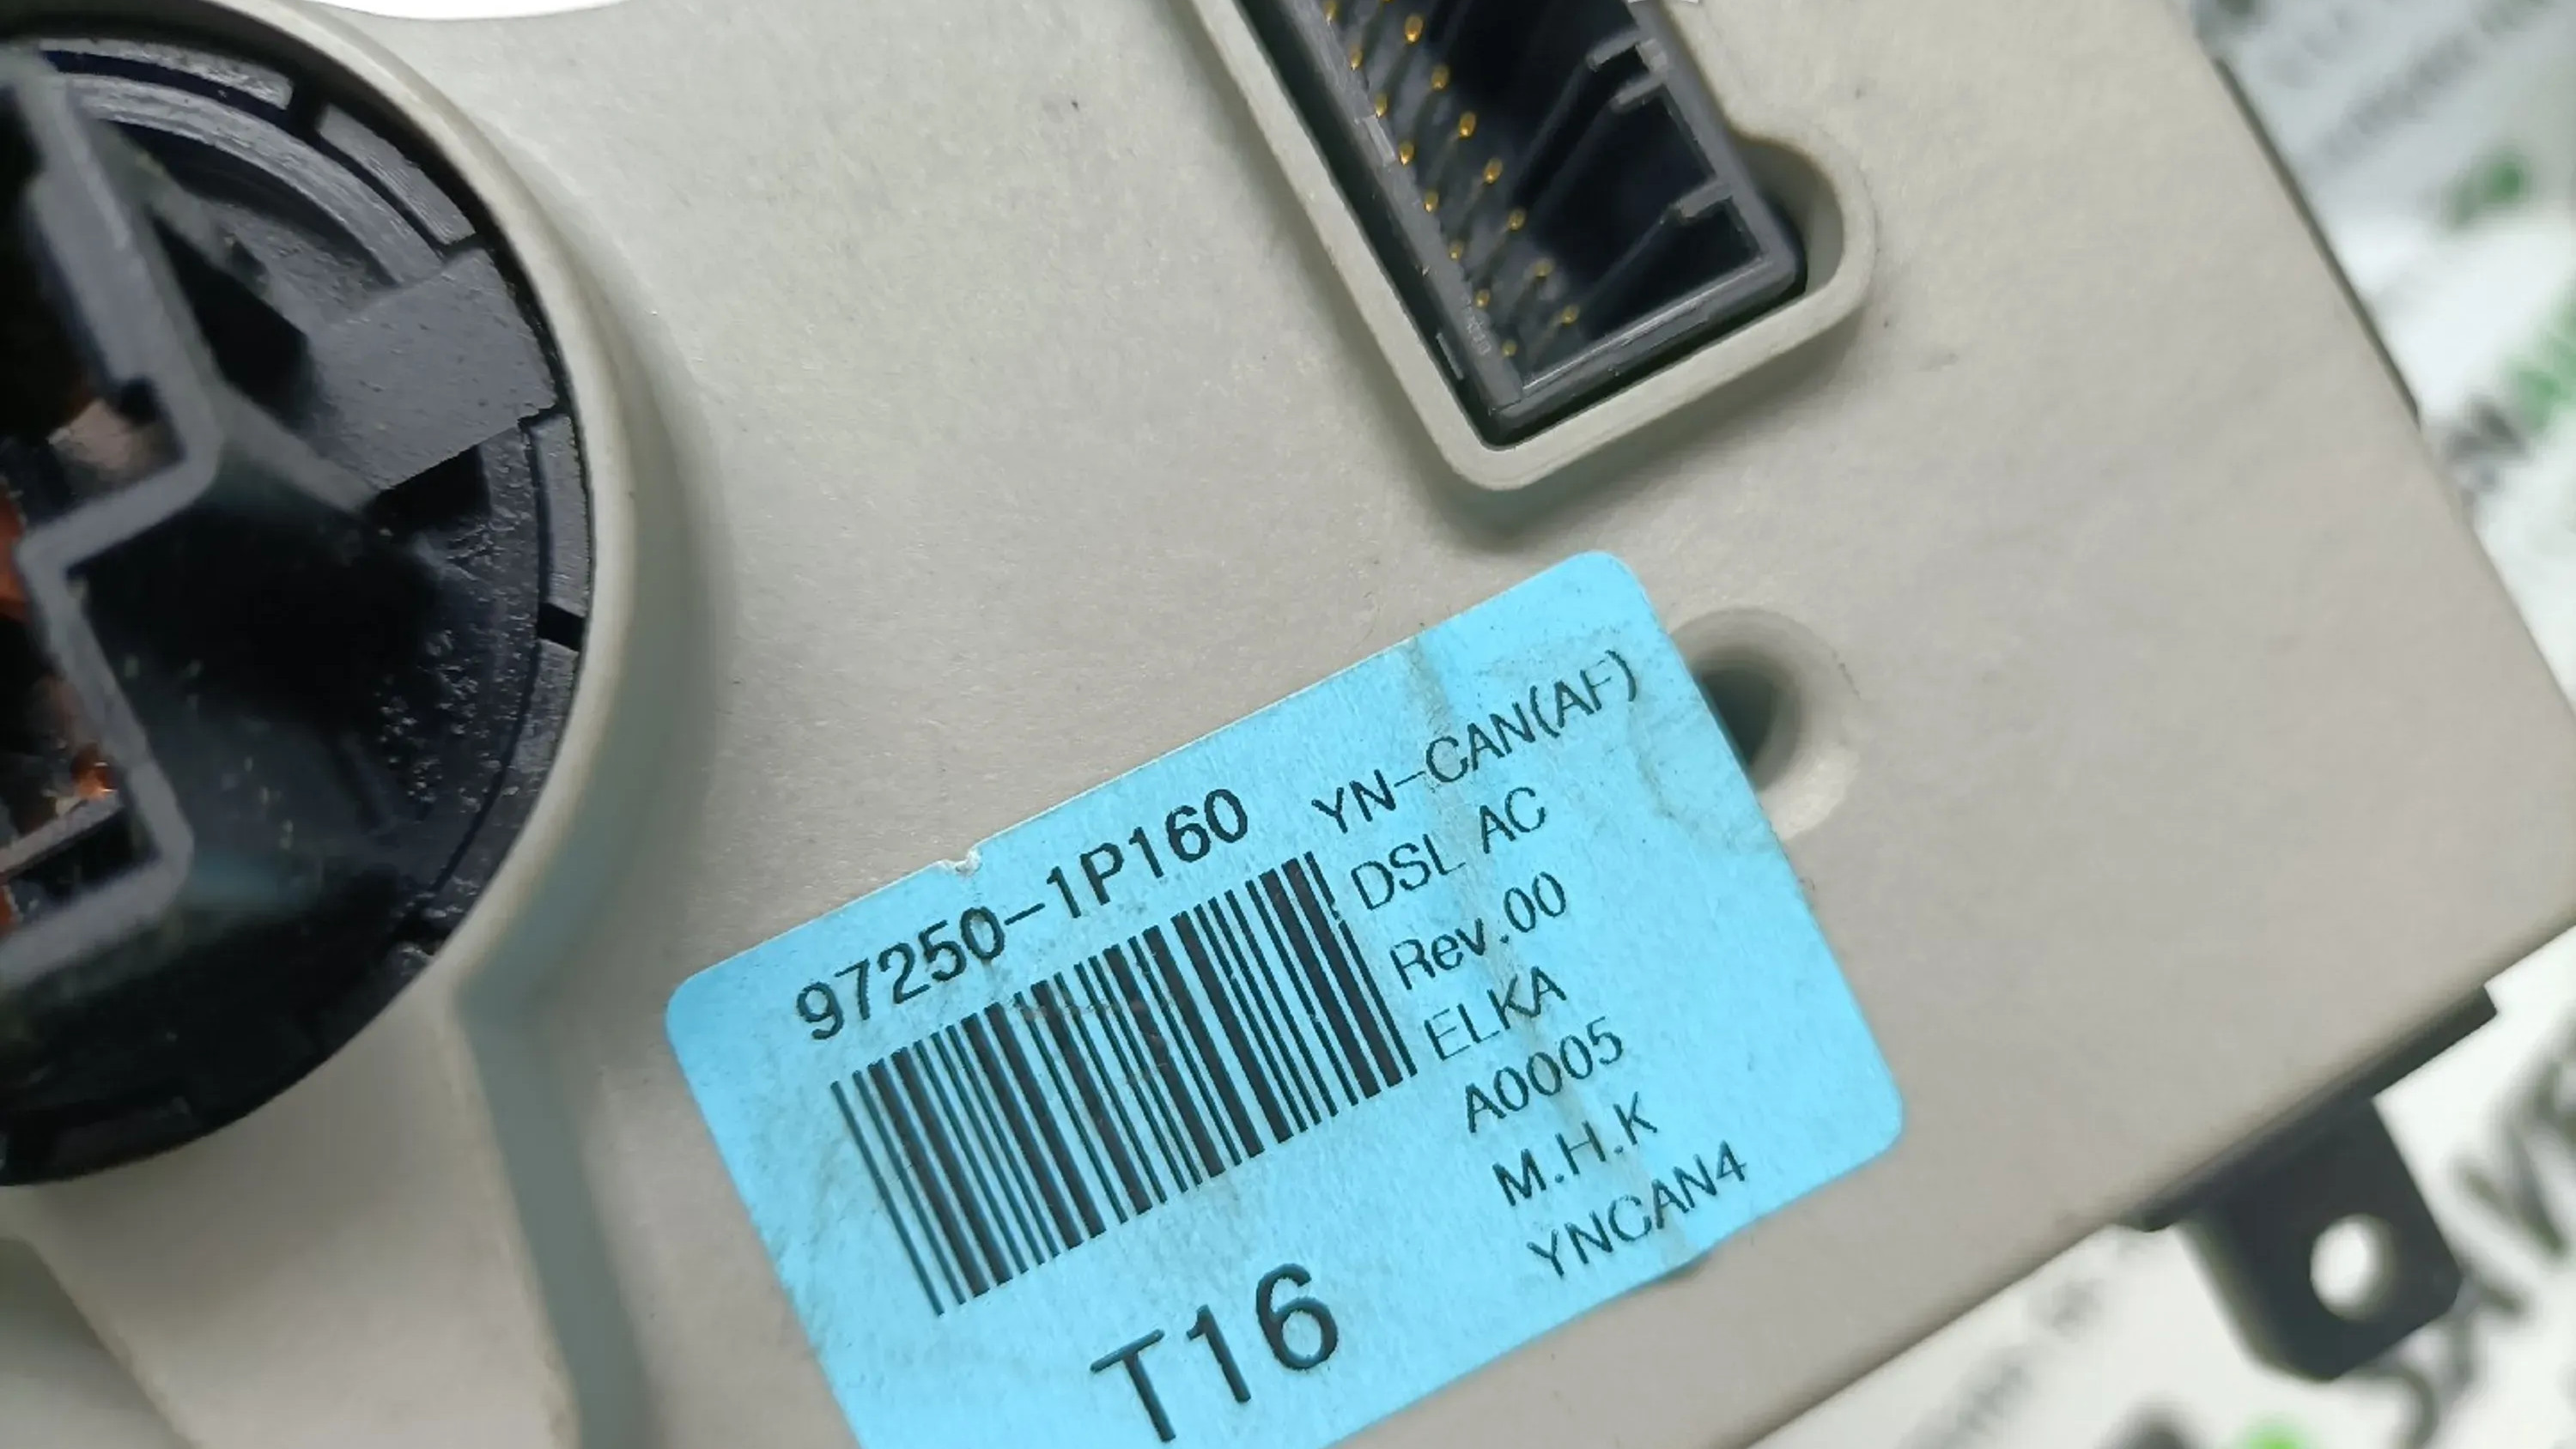 97250-1P160 YN-CAN(AF)
DSL AC
Rev.00
ELKA
A0005
M.H.K
YNCAN4
T16